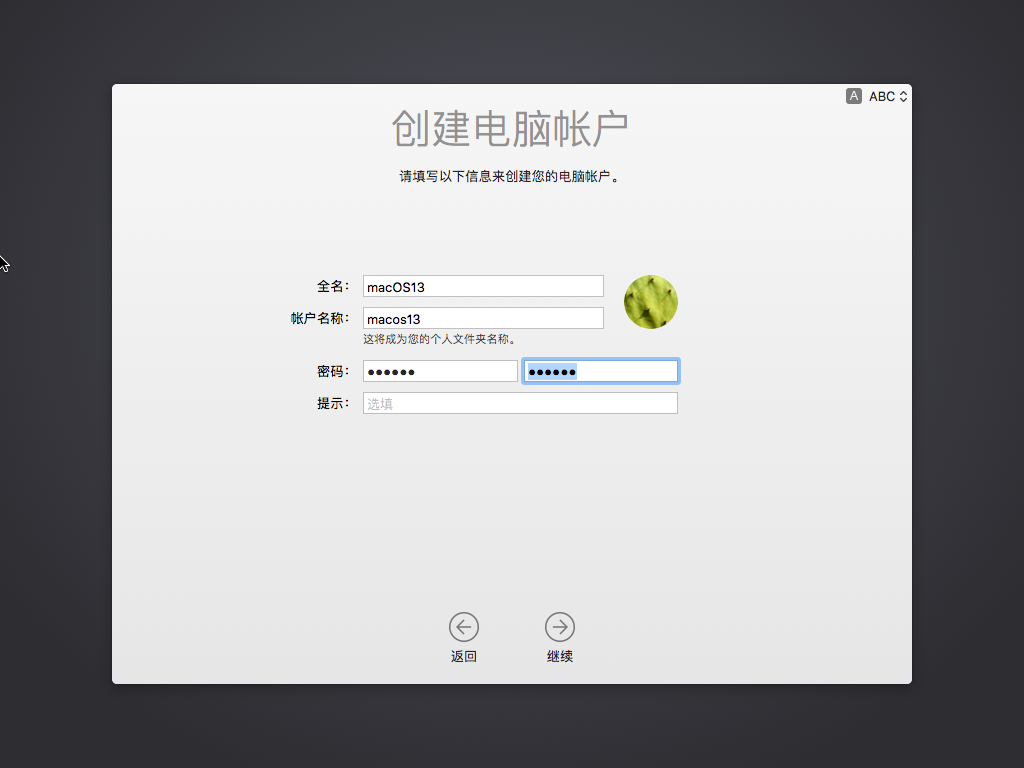 A ABC
创建电脑帐户
请填写以下信息来创建您的电脑帐户。
全名： macOS13
帐户名称： macos13
这将成为您的个人文件夹名称。
密码： •••••• ••••••
提示： 选填
返回 继续